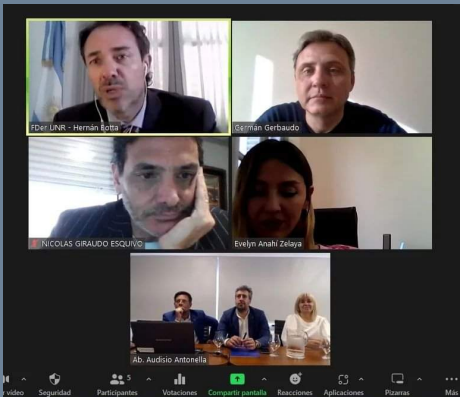 FDer UNR - Hernán Botta
Germán Gerbaudo
NICOLAS GIRAUDO ESQUIVO
Evelyn Anahí Zelaya
Ab. Audisio Antonella
5
Seguridad
Participantes
Votaciones
Compartir pantalla
Reacciones
Aplicaciones
Pizarras
Más